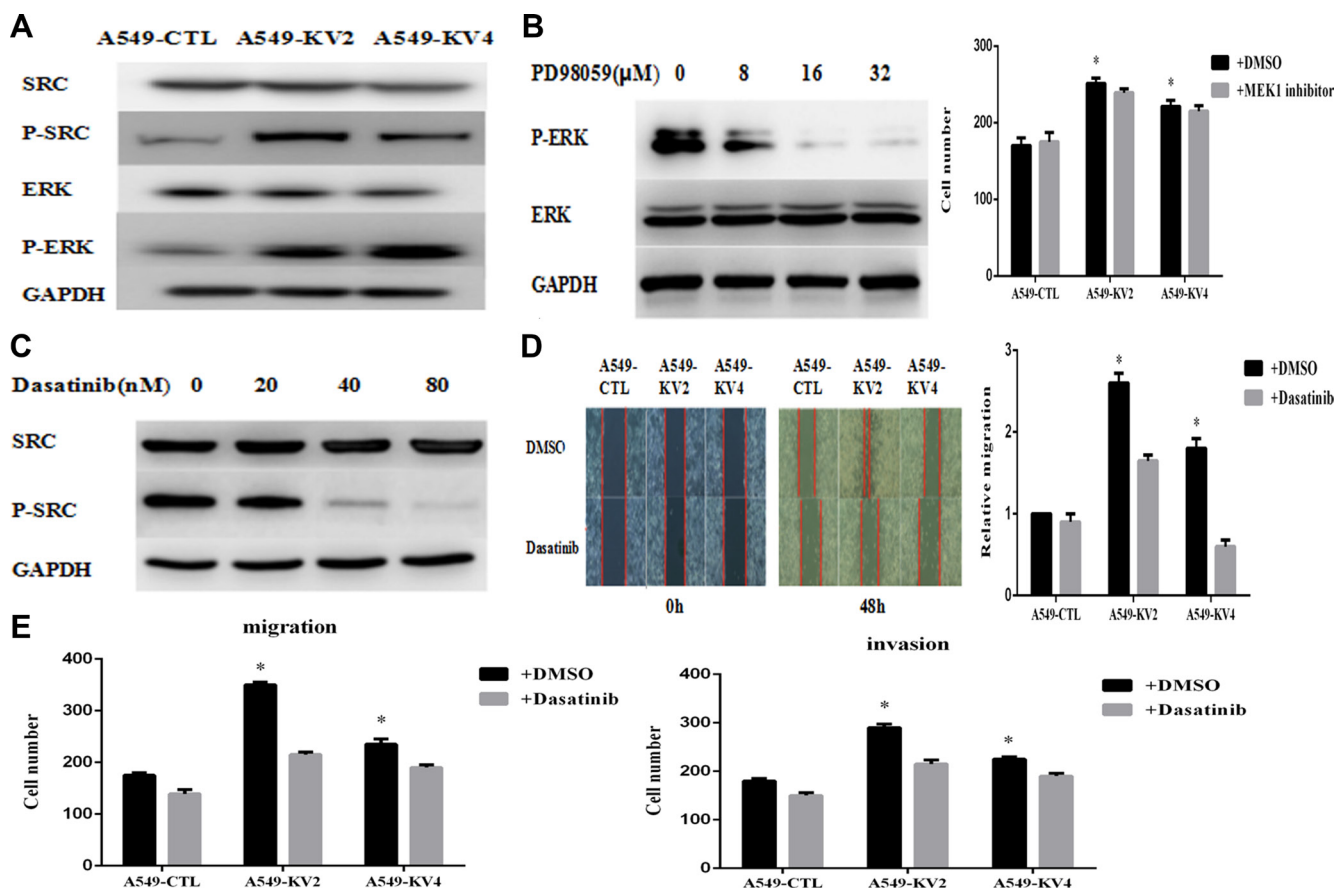 A
A549-CTL A549-KV2 A549-KV4
SRC
P-SRC
ERK
P-ERK
GAPDH
B
PD98059(μM) 0 8 16 32
P-ERK
ERK
GAPDH
300
200
100
0
Cell number
*
*
+DMSO
+MEK1 inhibitor
A549-CTL A549-KV2 A549-KV4
C
Dasatinib(nM) 0 20 40 80
SRC
P-SRC
GAPDH
D
A549-CTL A549-KV2 A549-KV4
A549-CTL A549-KV2 A549-KV4
DMSO
Dasatinib
0h 48h
3
2
1
0
Relative migration
*
*
+DMSO
+Dasatinib
A549-CTL A549-KV2 A549-KV4
E
migration
400
300
200
100
0
Cell number
*
*
+DMSO
+Dasatinib
A549-CTL A549-KV2 A549-KV4
invasion
400
300
200
100
0
Cell number
*
*
+DMSO
+Dasatinib
A549-CTL A549-KV2 A549-KV4